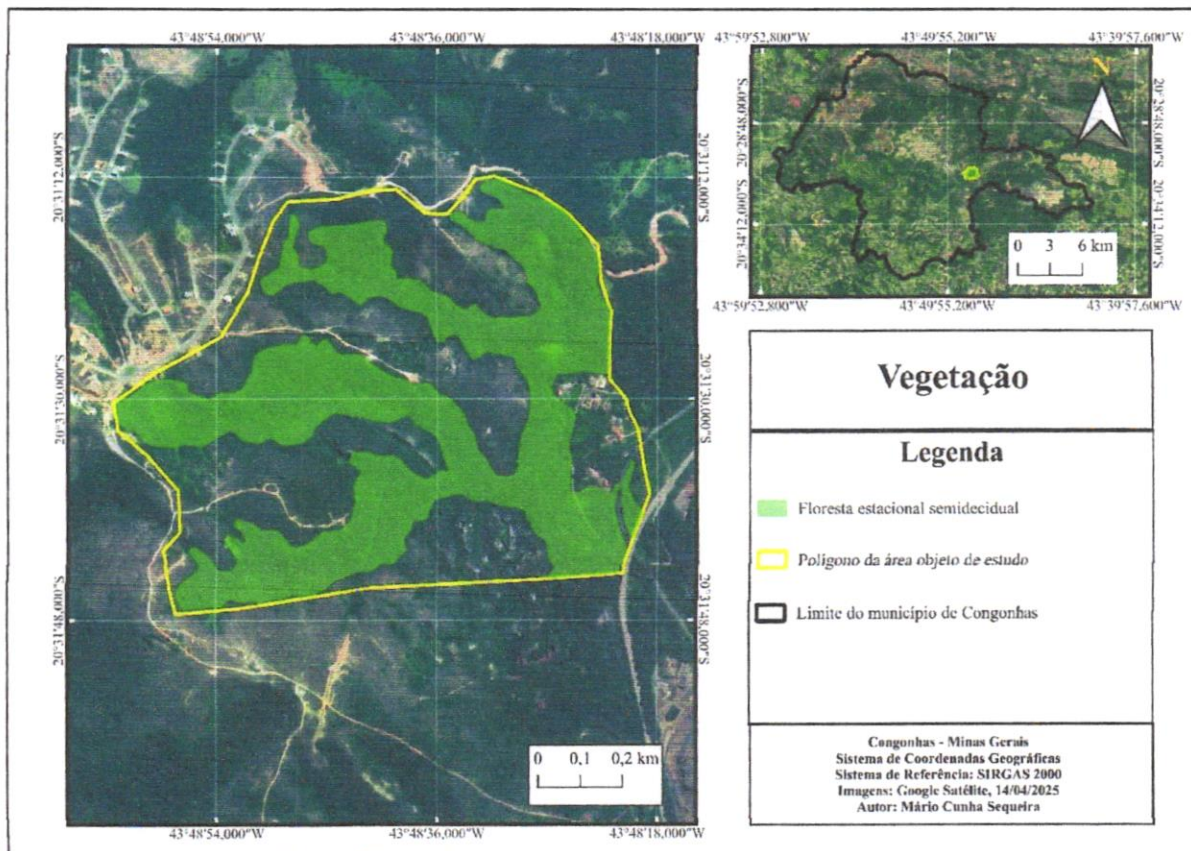 43°48'54,000"W 43°48'36,000"W 43°48'18,000"W
20°31'12,000"S 20°31'12,000"S
20°31'30,000"S 20°31'30,000"S
20°31'48,000"S 20°31'48,000"S
0 0,1 0,2 km
43°48'54,000"W 43°48'36,000"W 43°48'18,000"W
43°59'52,800"W 43°49'55,200"W 43°39'57,600"W
N
20°28'48,000"S 20°28'48,000"S
20°34'12,000"S 20°34'12,000"S
0 3 6 km
43°59'52,800"W 43°49'55,200"W 43°39'57,600"W
Vegetação
Legenda
Floresta estacional semidecidual
Polígono da área objeto de estudo
Limite do município de Congonhas
Congonhas - Minas Gerais
Sistema de Coordenadas Geográficas
Sistema de Referência: SIRGAS 2000
Imagens: Google Satélite, 14/04/2025
Autor: Mário Cunha Sequeira